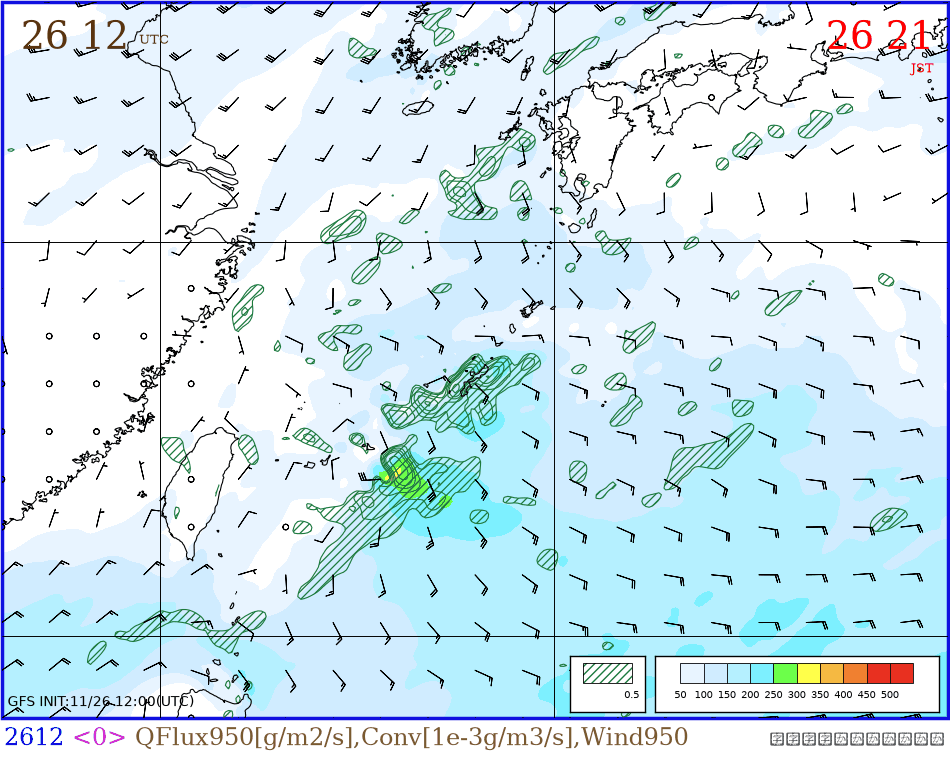 26 12 UTC
26 21
JST
0.5
50 100 150 200 250 300 350 400 450 500
GFS INIT:11/26 12:00(UTC)
2612 <0> QFlux950[g/m2/s],Conv[1e-3g/m3/s],Wind950